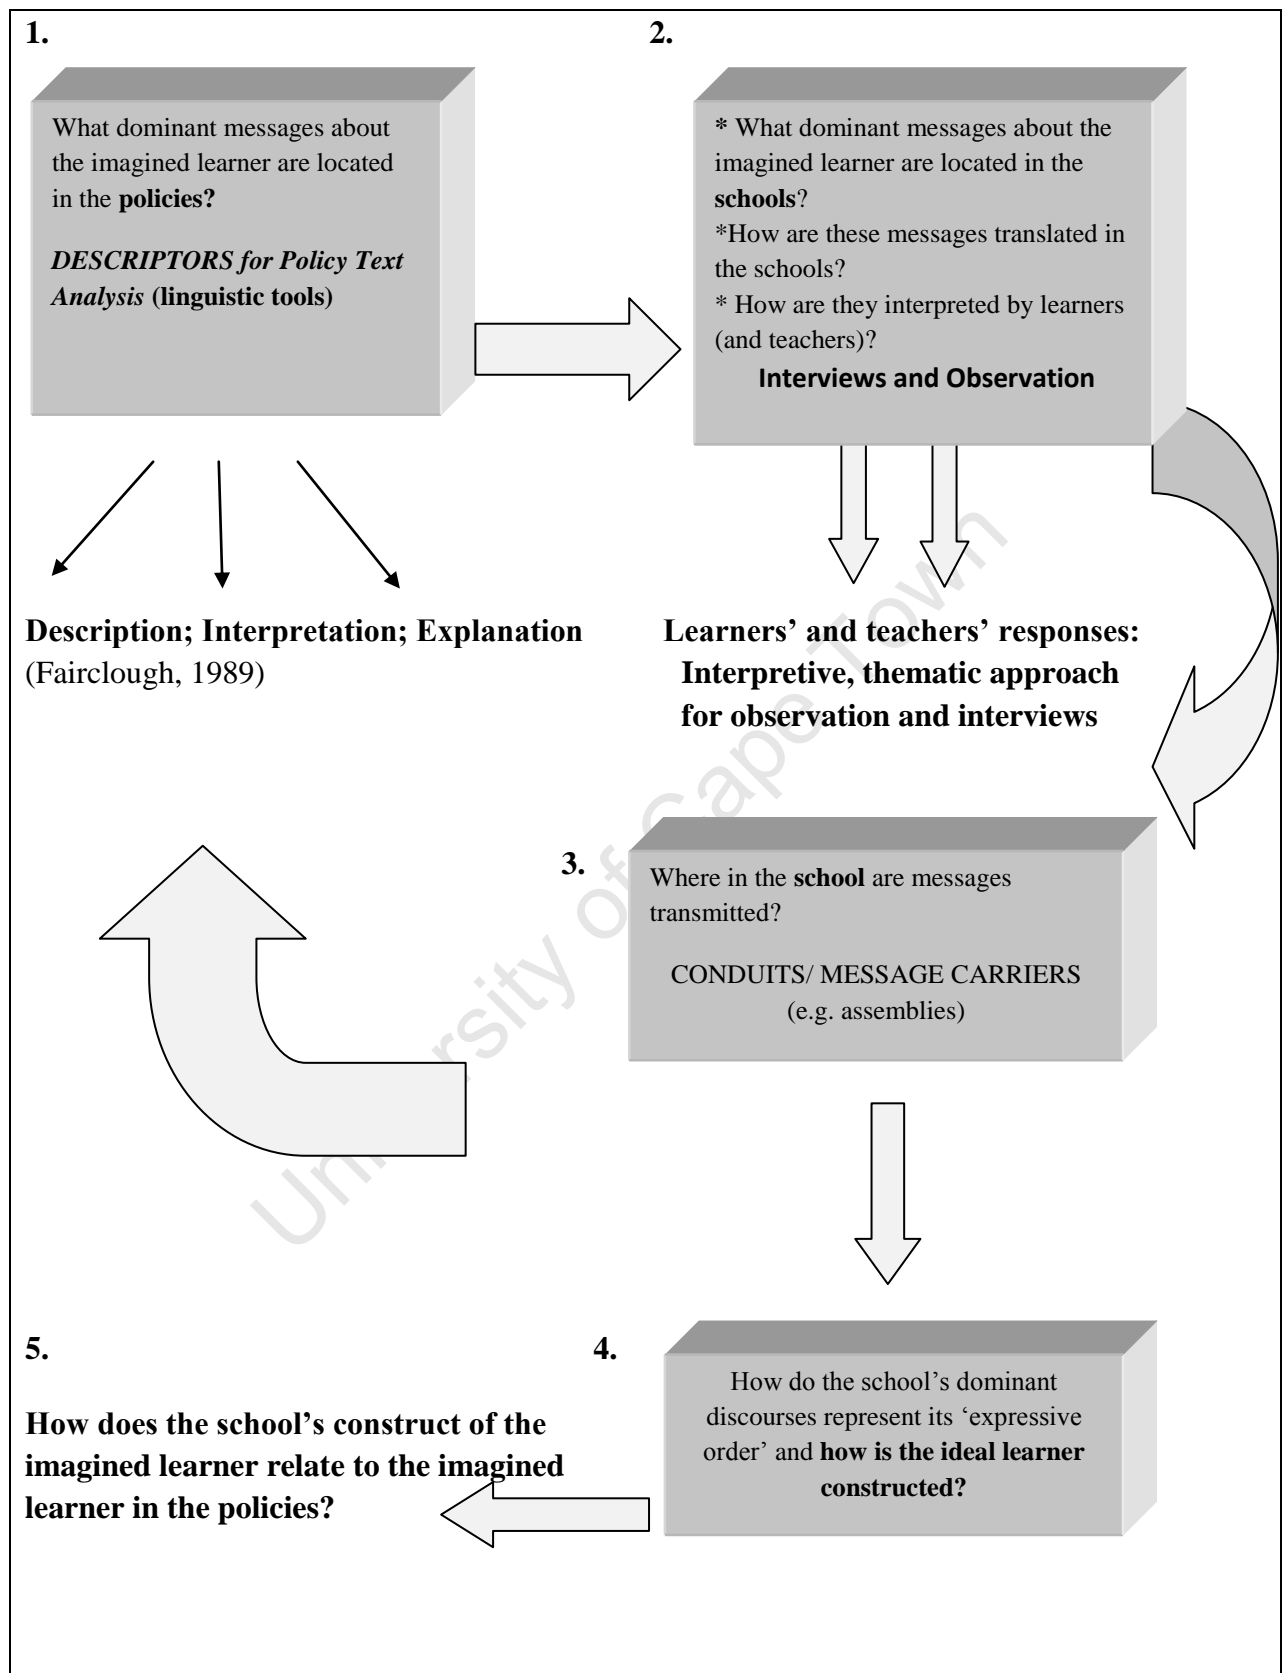 1.
What dominant messages about
the imagined learner are located
in the policies?
DESCRIPTORS for Policy Text
Analysis (linguistic tools)
Description; Interpretation; Explanation
(Fairclough, 1989)
2.
* What dominant messages about the
imagined learner are located in the
schools?
*How are these messages translated in
the schools?
* How are they interpreted by learners
(and teachers)?
Interviews and Observation
Learners’ and teachers’ responses:
Interpretive, thematic approach
for observation and interviews
3.
Where in the school are messages
transmitted?
CONDUITS/ MESSAGE CARRIERS
(e.g. assemblies)
4.
How do the school’s dominant
discourses represent its ‘expressive
order’ and how is the ideal learner
constructed?
5.
How does the school’s construct of the
imagined learner relate to the imagined
learner in the policies?
University of Cape Town